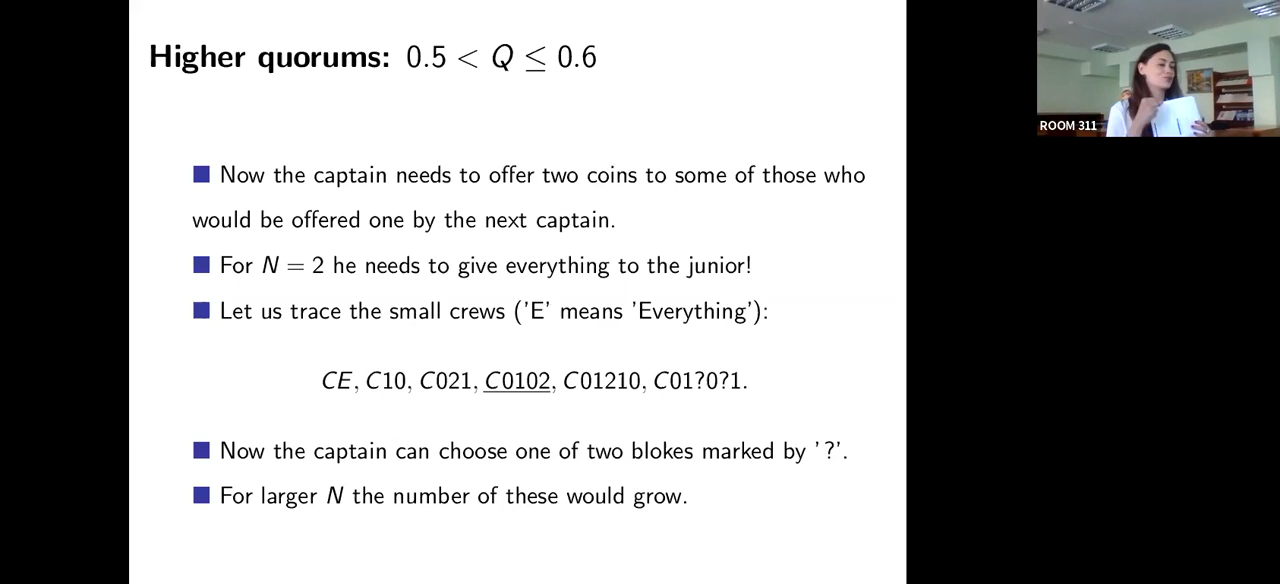 Higher quorums: 0.5 < Q ≤ 0.6
ROOM 311
■ Now the captain needs to offer two coins to some of those who
would be offered one by the next captain.
■ For N = 2 he needs to give everything to the junior!
■ Let us trace the small crews ('E' means 'Everything'):
CE, C10, C021, C0102, C01210, C01?0?1.
■ Now the captain can choose one of two blokes marked by '?'.
■ For larger N the number of these would grow.